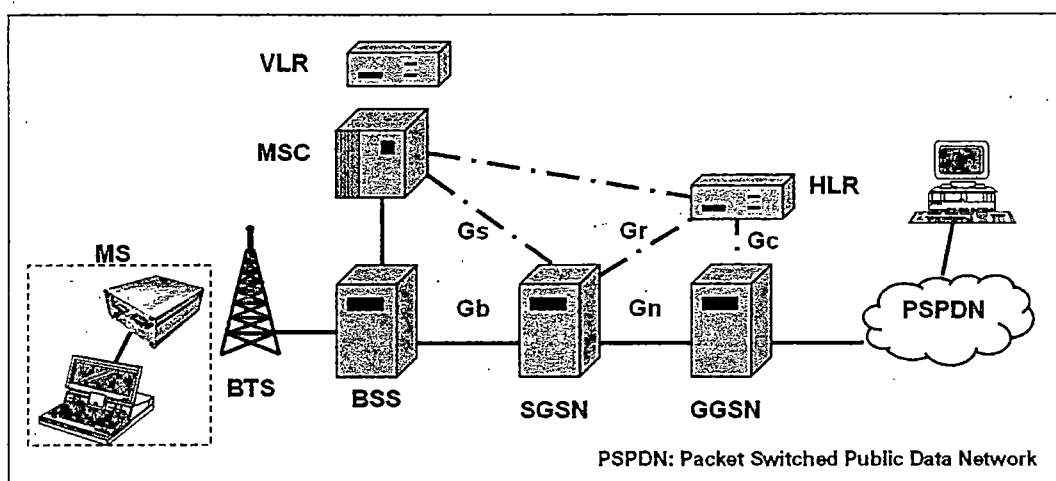 VLR
MSC
HLR
Gs
Gr
Gc
MS
Gb
Gn
PSPDN
BTS
BSS
SGSN
GGSN
PSPDN: Packet Switched Public Data Network